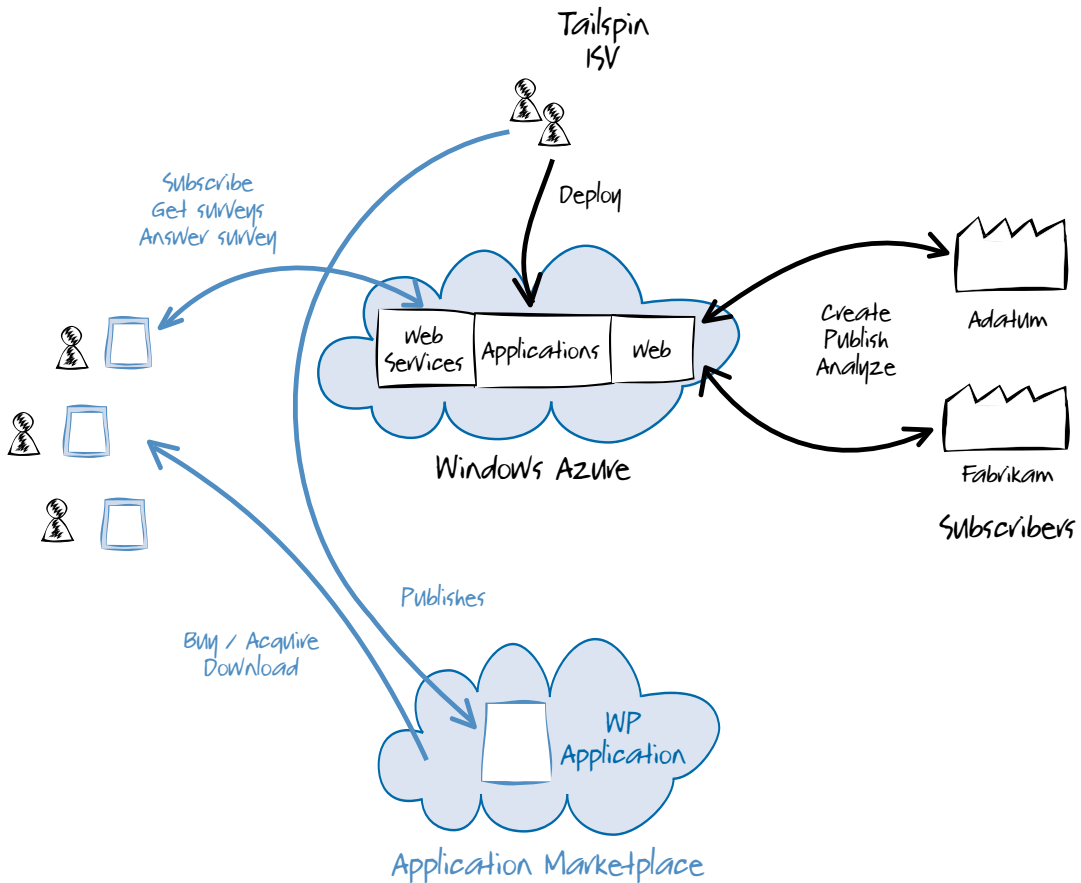 Tailspin
ISV
Deploy
Subscribe
Get surveys
Answer survey
Web
Services
Applications
Web
Windows Azure
Create
Publish
Analyze
Adatum
Fabrikam
Subscribers
Publishes
Buy / Acquire
Download
WP
Application
Application Marketplace